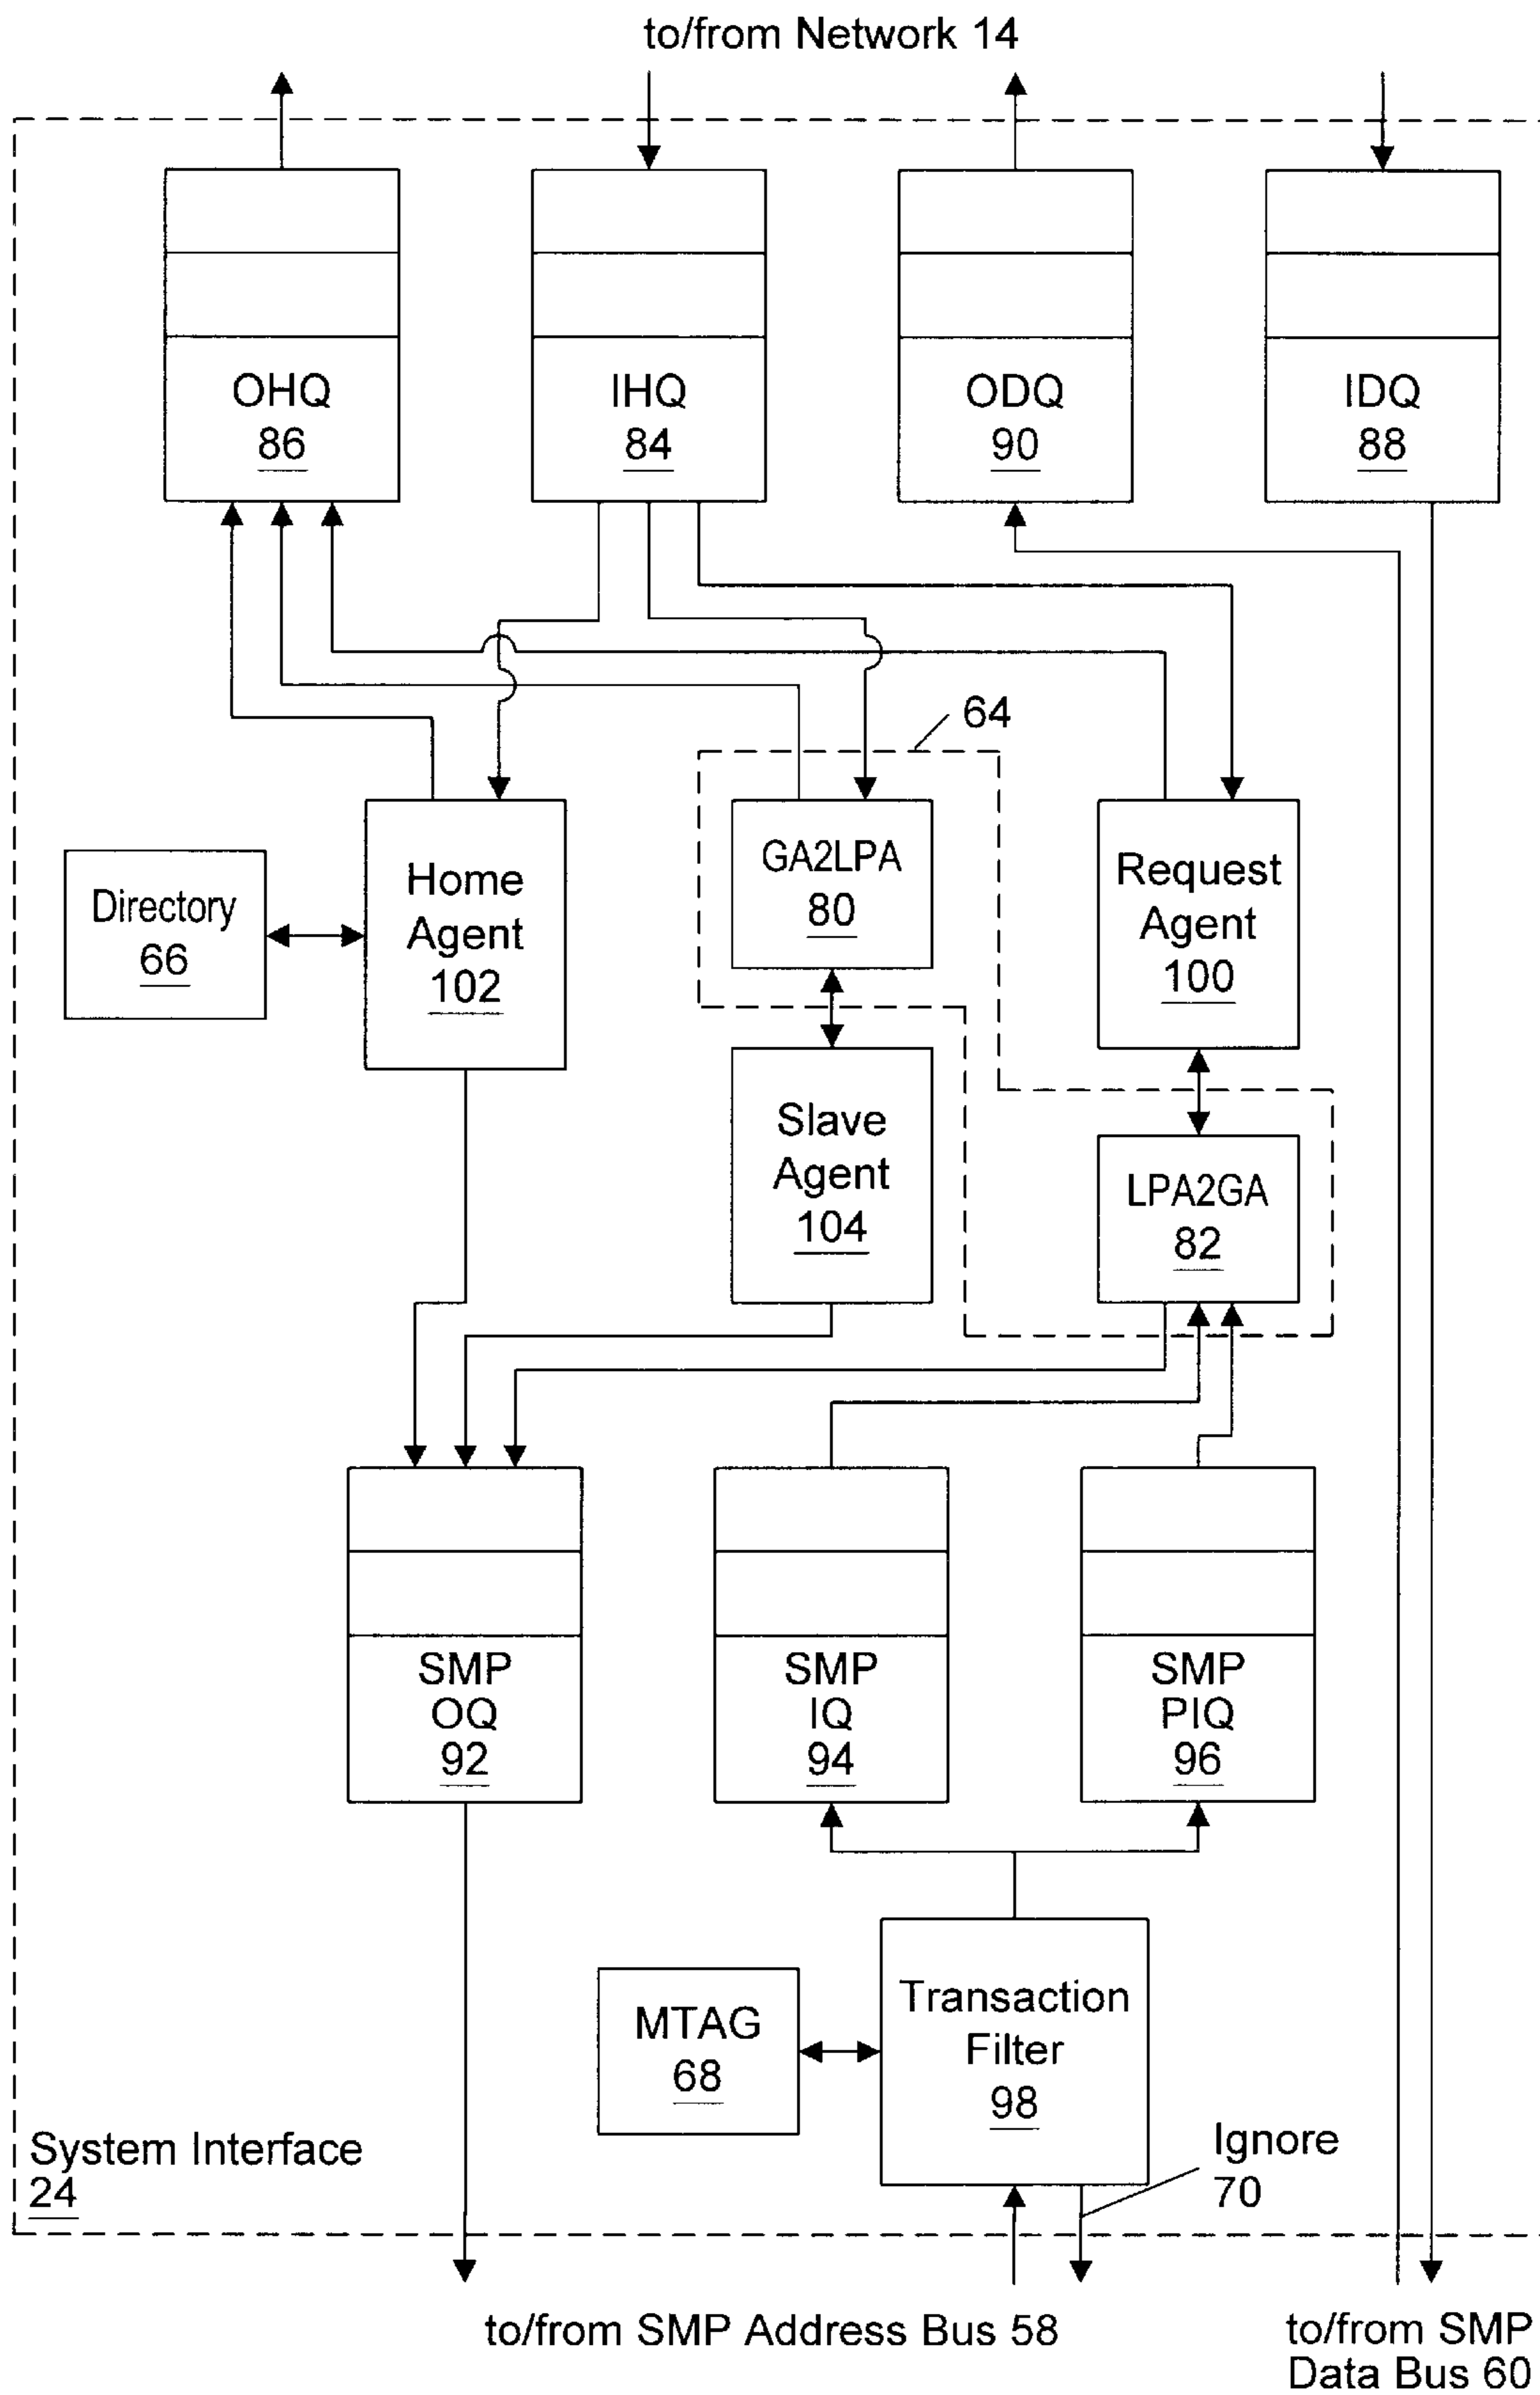 to/from Network 14
OHQ
86
IHQ
84
ODQ
90
IDQ
88
64
Directory
66
Home
Agent
102
GA2LPA
80
Request
Agent
100
Slave
Agent
104
LPA2GA
82
SMP
OQ
92
SMP
IQ
94
SMP
PIQ
96
MTAG
68
Transaction
Filter
98
System Interface
24
Ignore
70
to/from SMP Address Bus 58
to/from SMP
Data Bus 60